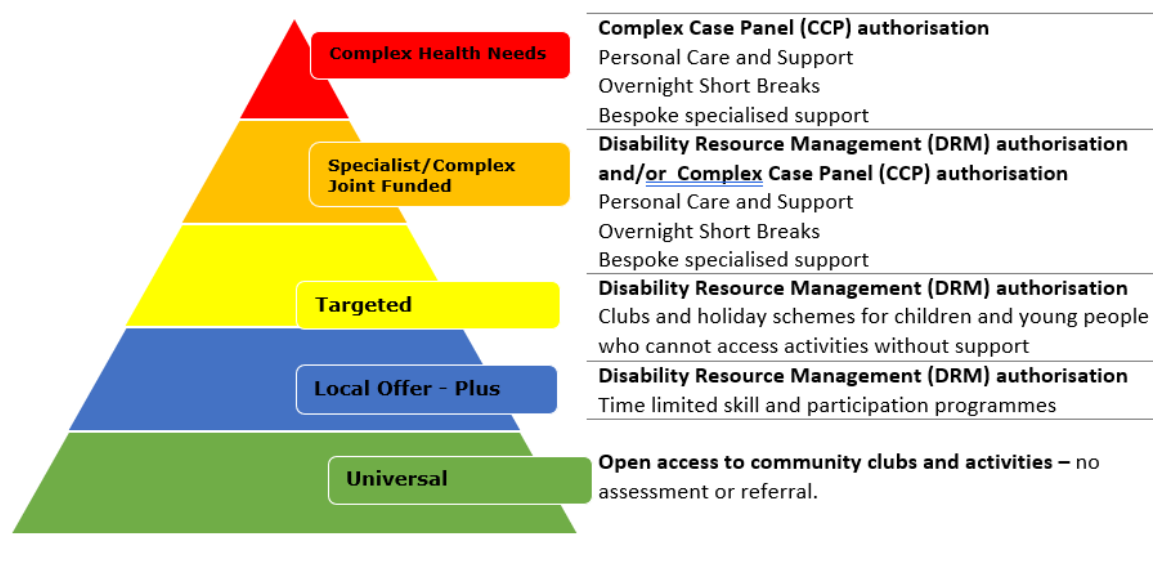 Complex Health Needs
Complex Case Panel (CCP) authorisation
Personal Care and Support
Overnight Short Breaks
Bespoke specialised support
Specialist/Complex
Joint Funded
Disability Resource Management (DRM) authorisation
and/or  Complex Case Panel (CCP) authorisation
Personal Care and Support
Overnight Short Breaks
Bespoke specialised support
Targeted
Disability Resource Management (DRM) authorisation
Clubs and holiday schemes for children and young people
who cannot access activities without support
Local Offer - Plus
Disability Resource Management (DRM) authorisation
Time limited skill and participation programmes
Universal
Open access to community clubs and activities – no
assessment or referral.